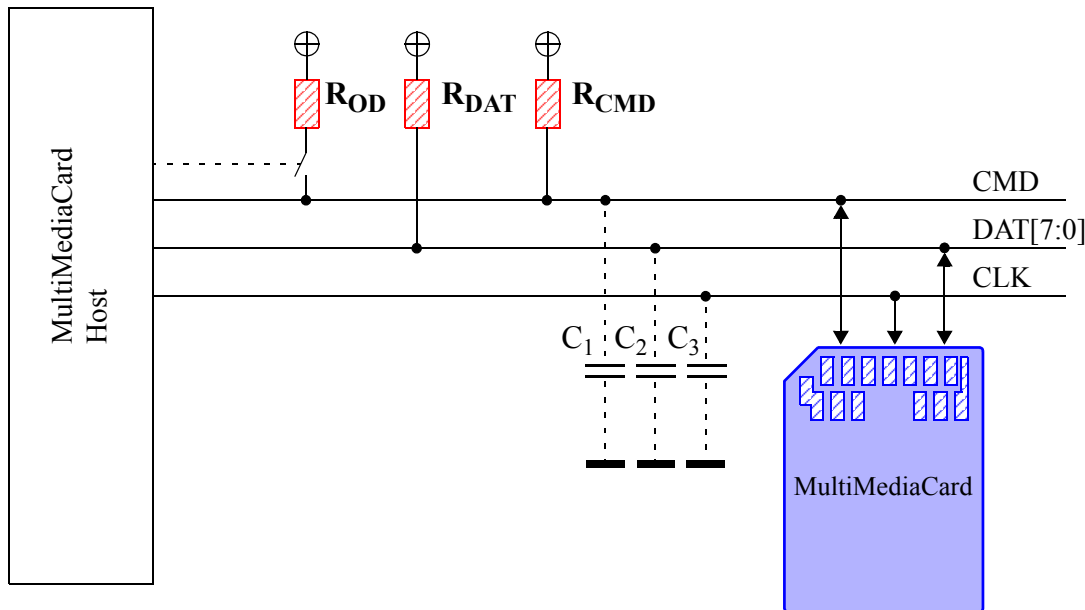 MultiMediaCard
Host
R_OD
R_DAT
R_CMD
CMD
DAT[7:0]
CLK
C_1
C_2
C_3
MultiMediaCard